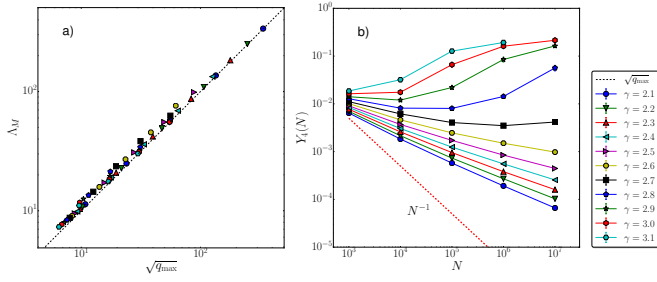 a)
Λ_M
10^2
10^1
10^1
10^2
√q_max
b)
Y_4(N)
10^0
10^-1
10^-2
10^-3
10^-4
10^-5
N^-1
10^3
10^4
10^5
10^6
10^7
N
√q_max
γ = 2.1
γ = 2.2
γ = 2.3
γ = 2.4
γ = 2.5
γ = 2.6
γ = 2.7
γ = 2.8
γ = 2.9
γ = 3.0
γ = 3.1